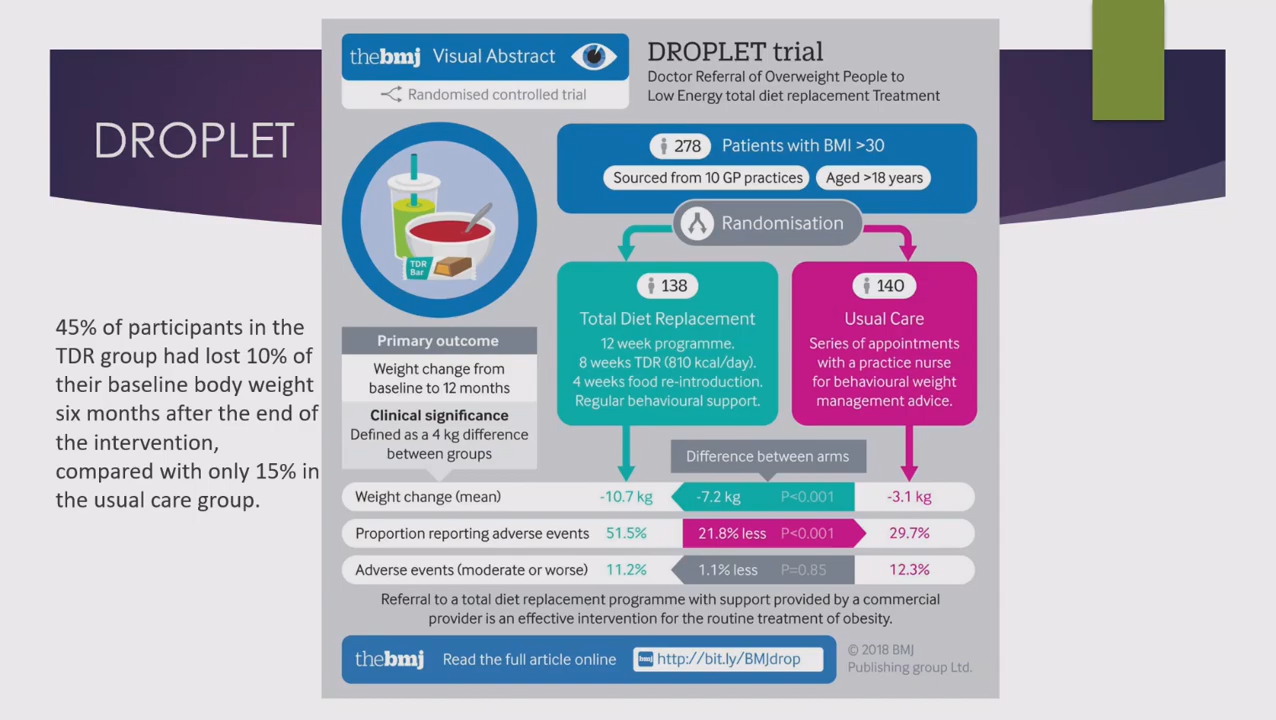 DROPLET
45% of participants in the
TDR group had lost 10% of
their baseline body weight
six months after the end of
the intervention,
compared with only 15% in
the usual care group.
thebmj Visual Abstract
Randomised controlled trial
DROPLET trial
Doctor Referral of Overweight People to
Low Energy total diet replacement Treatment
278 Patients with BMI >30
Sourced from 10 GP practices Aged >18 years
Randomisation
TDR
Bar
138
Total Diet Replacement
12 week programme.
8 weeks TDR (810 kcal/day).
4 weeks food re-introduction.
Regular behavioural support.
140
Usual Care
Series of appointments
with a practice nurse
for behavioural weight
management advice.
Primary outcome
Weight change from
baseline to 12 months
Clinical significance
Defined as a 4 kg difference
between groups
Difference between arms
Weight change (mean) -10.7 kg -7.2 kg P<0.001 -3.1 kg
Proportion reporting adverse events 51.5% 21.8% less P<0.001 29.7%
Adverse events (moderate or worse) 11.2% 1.1% less P=0.85 12.3%
Referral to a total diet replacement programme with support provided by a commercial
provider is an effective intervention for the routine treatment of obesity.
thebmj Read the full article online bmj http://bit.ly/BMJdrop
© 2018 BMJ
Publishing group Ltd.